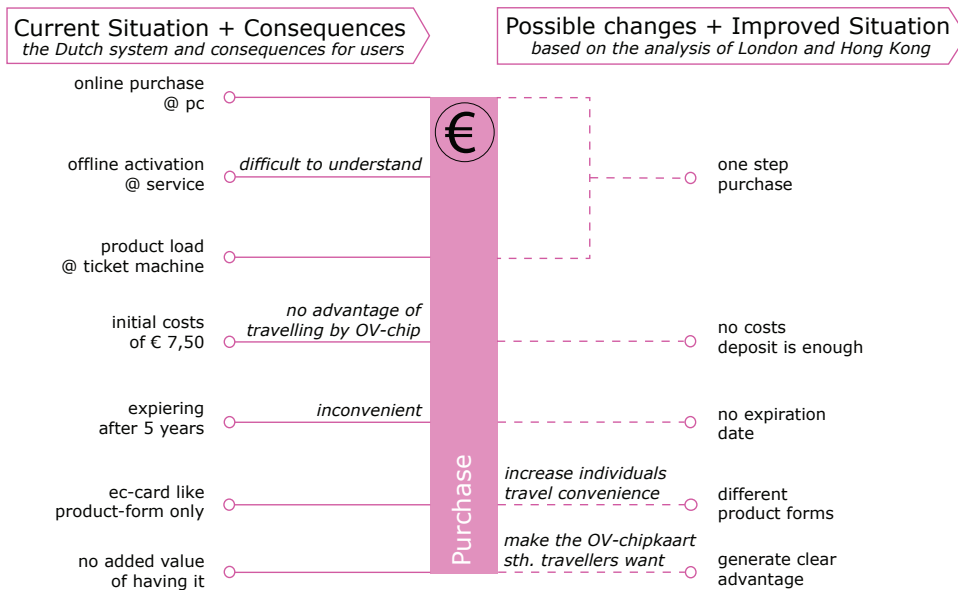 Current Situation + Consequences
the Dutch system and consequences for users
Possible changes + Improved Situation
based on the analysis of London and Hong Kong
online purchase
@ pc
€
offline activation
@ service
difficult to understand
one step
purchase
product load
@ ticket machine
initial costs
of € 7,50
no advantage of
travelling by OV-chip
no costs
deposit is enough
expiering
after 5 years
inconvenient
no expiration
date
ec-card like
product-form only
Purchase
increase individuals
travel convenience
different
product forms
no added value
of having it
make the OV-chipkaart
sth. travellers want
generate clear
advantage